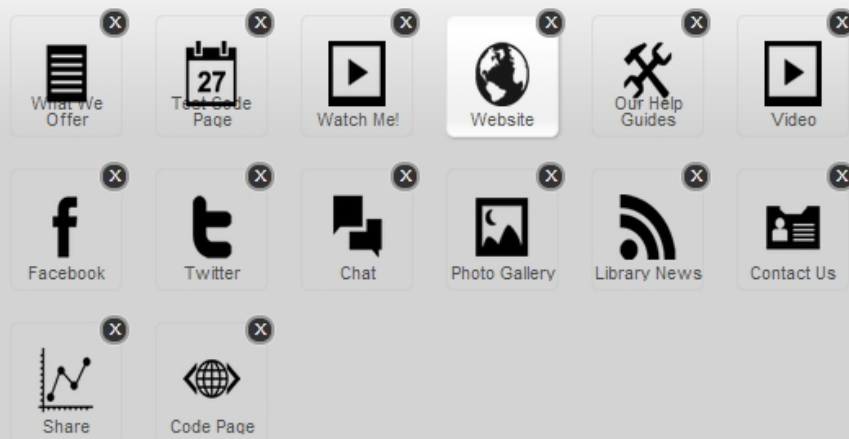 X X X X X X
27
What We Offer
Test Code Page
Watch Me!
Website
Our Help Guides
Video
X X X X X X
Facebook
Twitter
Chat
Photo Gallery
Library News
Contact Us
X X
Share
Code Page